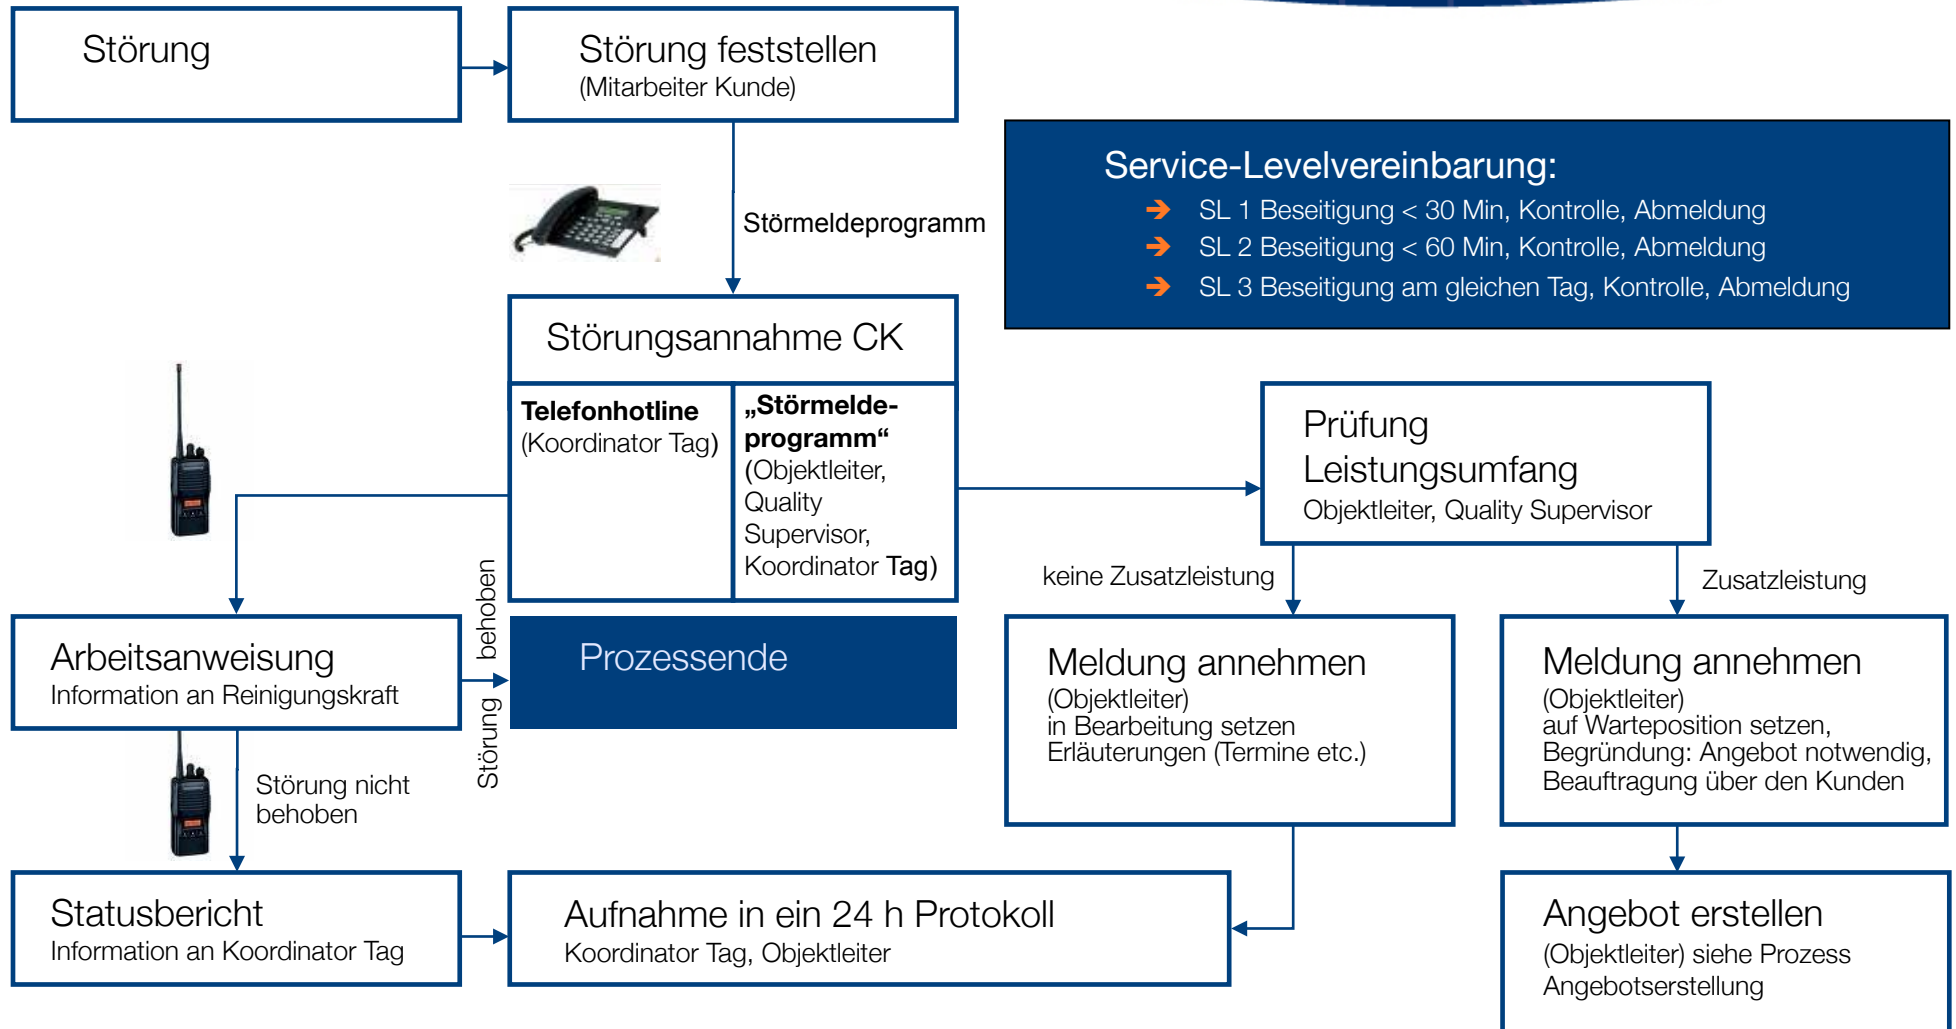 Störung
Störung feststellen
(Mitarbeiter Kunde)
Service-Levelvereinbarung:
➔ SL 1 Beseitigung < 30 Min, Kontrolle, Abmeldung
➔ SL 2 Beseitigung < 60 Min, Kontrolle, Abmeldung
➔ SL 3 Beseitigung am gleichen Tag, Kontrolle, Abmeldung
Störmeldeprogramm
Störungsannahme CK
Telefonhotline
(Koordinator Tag)
„Störmelde-
programm“
(Objektleiter,
Quality
Supervisor,
Koordinator Tag)
Prüfung
Leistungsumfang
Objektleiter, Quality Supervisor
keine Zusatzleistung
Zusatzleistung
Arbeitsanweisung
Information an Reinigungskraft
Störung behoben
Prozessende
Meldung annehmen
(Objektleiter)
in Bearbeitung setzen
Erläuterungen (Termine etc.)
Meldung annehmen
(Objektleiter)
auf Warteposition setzen,
Begründung: Angebot notwendig,
Beauftragung über den Kunden
Störung nicht
behoben
Statusbericht
Information an Koordinator Tag
Aufnahme in ein 24 h Protokoll
Koordinator Tag, Objektleiter
Angebot erstellen
(Objektleiter) siehe Prozess
Angebotserstellung